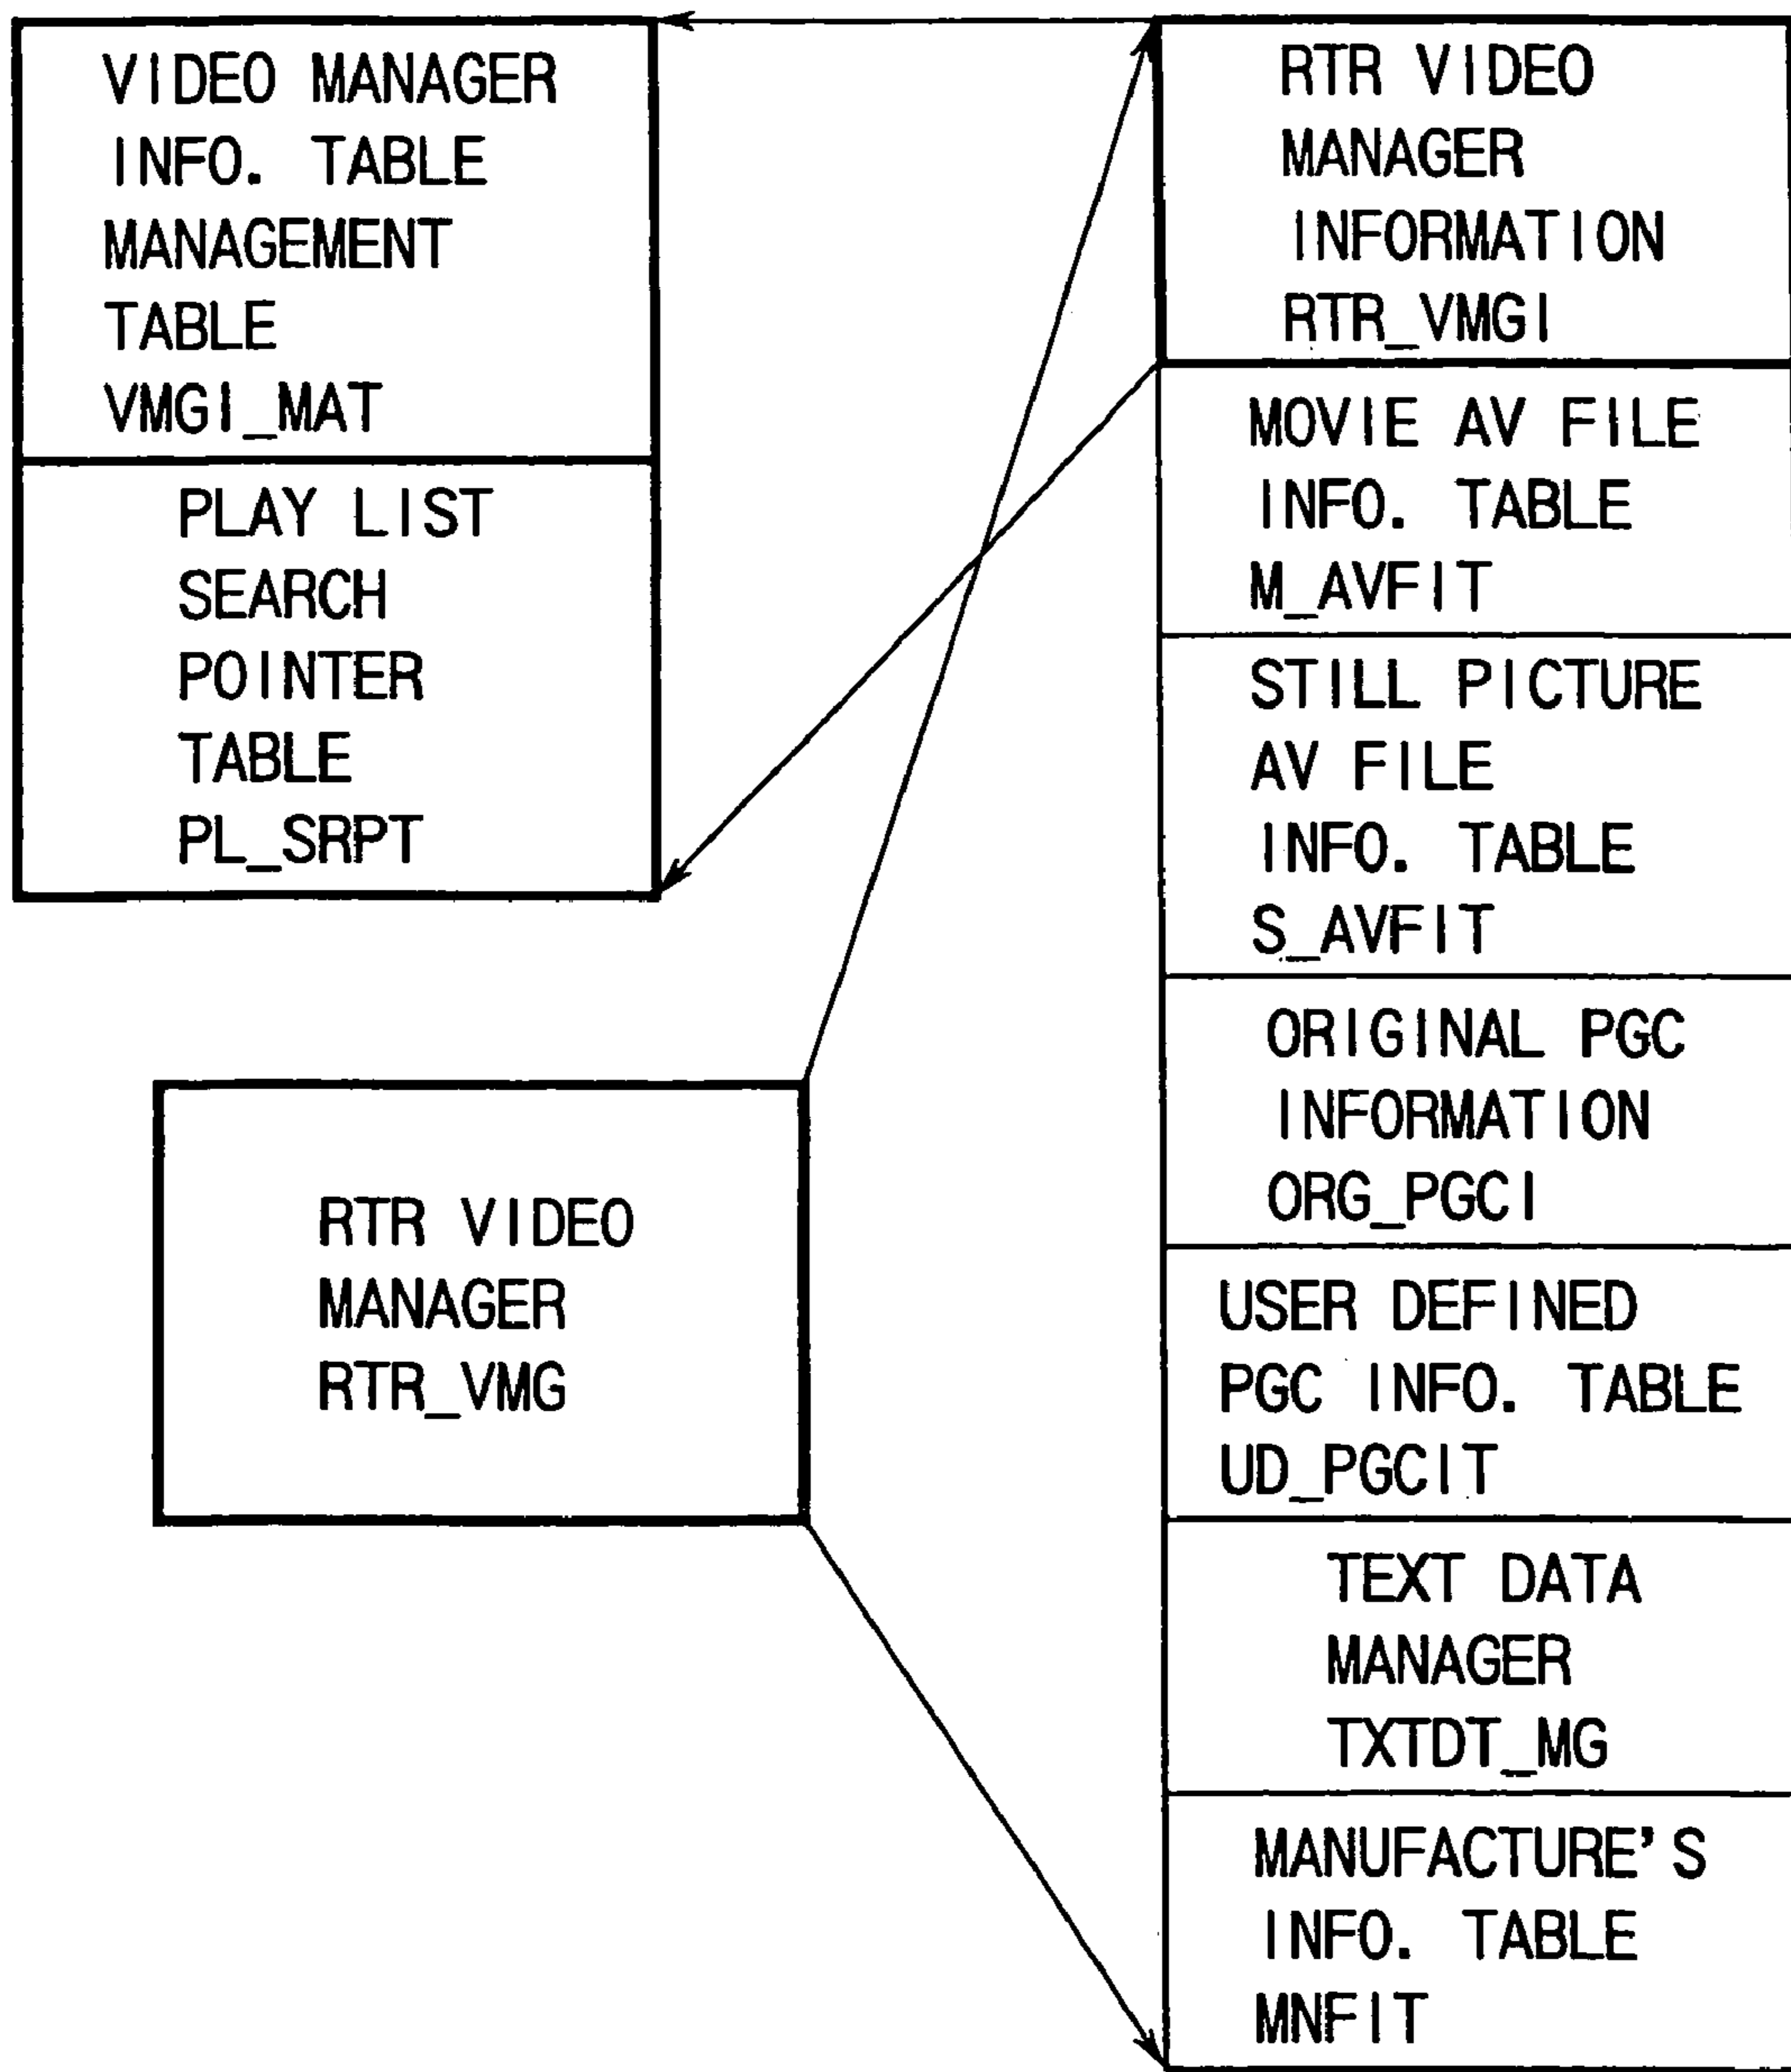 VIDEO MANAGER
INFO. TABLE
MANAGEMENT
TABLE
VMGI_MAT
PLAY LIST
SEARCH
POINTER
TABLE
PL_SRPT
RTR VIDEO
MANAGER
RTR_VMG
RTR VIDEO
MANAGER
INFORMATION
RTR_VMGI
MOVIE AV FILE
INFO. TABLE
M_AVFIT
STILL PICTURE
AV FILE
INFO. TABLE
S_AVFIT
ORIGINAL PGC
INFORMATION
ORG_PGCI
USER DEFINED
PGC INFO. TABLE
UD_PGCIT
TEXT DATA
MANAGER
TXTDT_MG
MANUFACTURE'S
INFO. TABLE
MNFIT